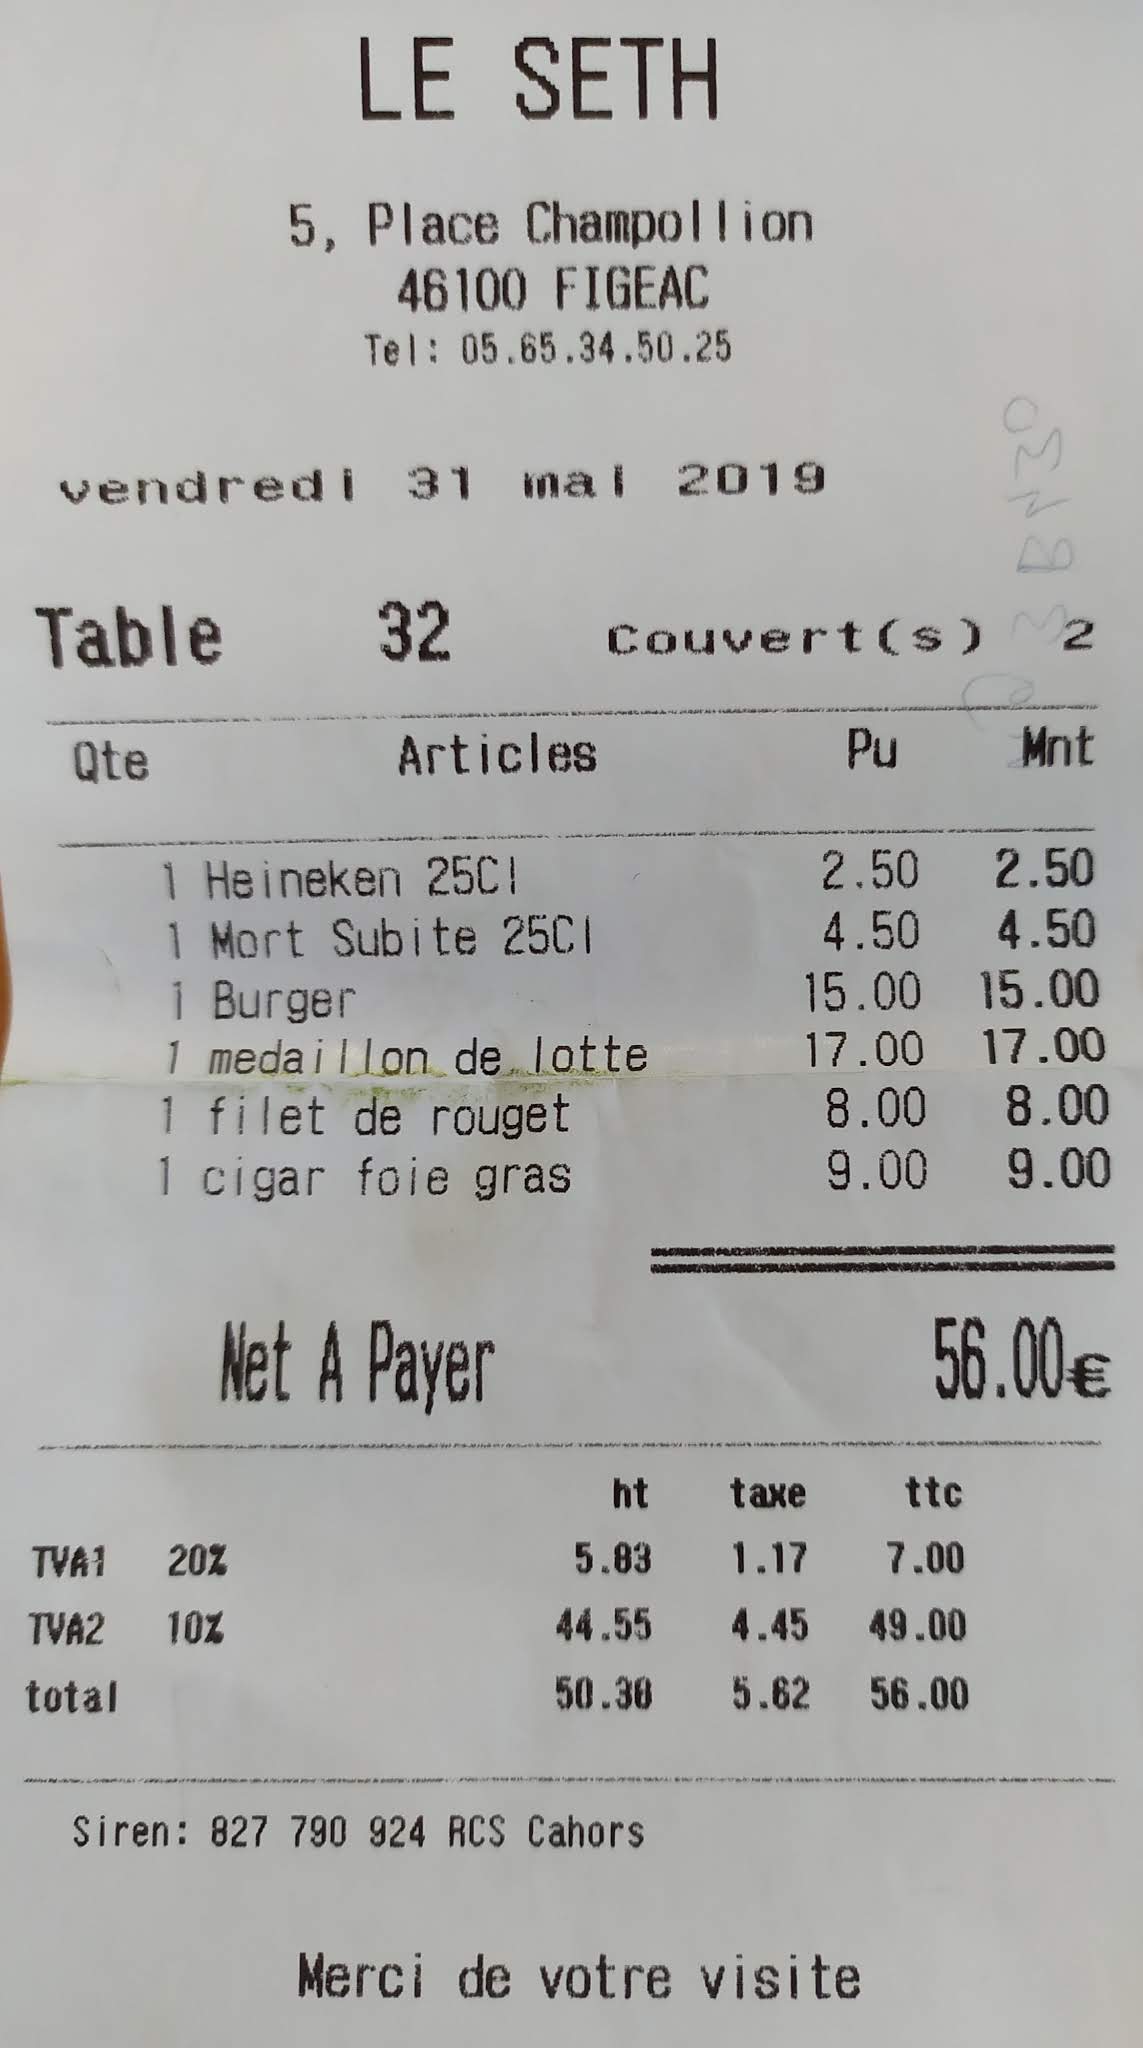 LE SETH
5, Place Champollion
46100 FIGEAC
Tel: 05.65.34.50.25
vendredi 31 mai 2019
Table 32 Couvert(s) 2
Qte Articles Pu Mnt
1 Heineken 25Cl 2.50 2.50
1 Mort Subite 25Cl 4.50 4.50
1 Burger 15.00 15.00
1 medaillon de lotte 17.00 17.00
1 filet de rouget 8.00 8.00
1 cigar foie gras 9.00 9.00
Net A Payer 56.00€
ht taxe ttc
TVA1 20% 5.83 1.17 7.00
TVA2 10% 44.55 4.45 49.00
total 50.38 5.62 56.00
Siren: 827 790 924 RCS Cahors
Merci de votre visite